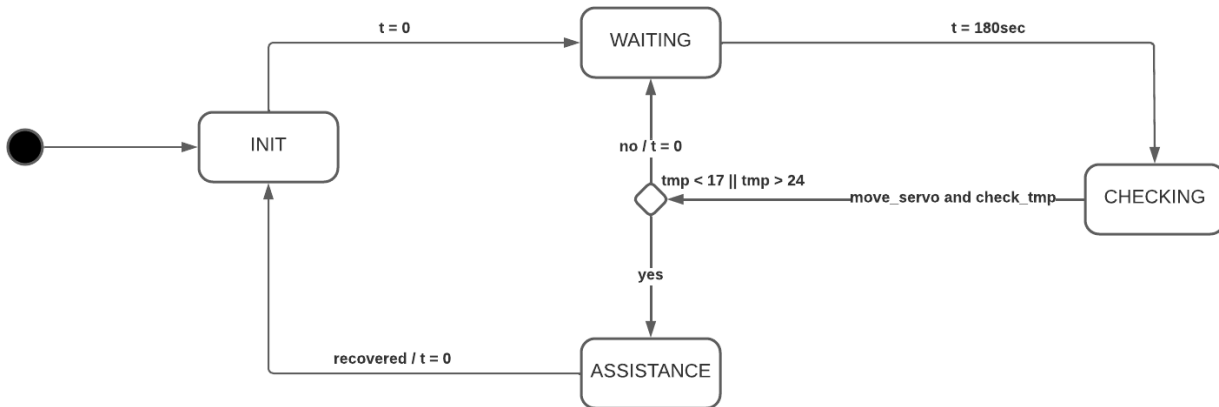 t = 0
WAITING
t = 180sec
INIT
no / t = 0
tmp < 17 || tmp > 24
move_servo and check_tmp
CHECKING
yes
recovered / t = 0
ASSISTANCE